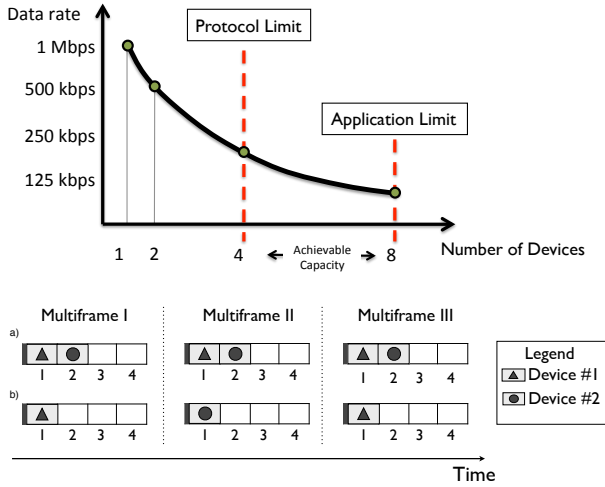 Data rate
Protocol Limit
1 Mbps
500 kbps
Application Limit
250 kbps
125 kbps
1 2 4 Achievable Capacity 8 Number of Devices
Multiframe I Multiframe II Multiframe III
a)
1 2 3 4 1 2 3 4 1 2 3 4
Legend
Device #1
Device #2
b)
1 2 3 4 1 2 3 4 1 2 3 4
Time